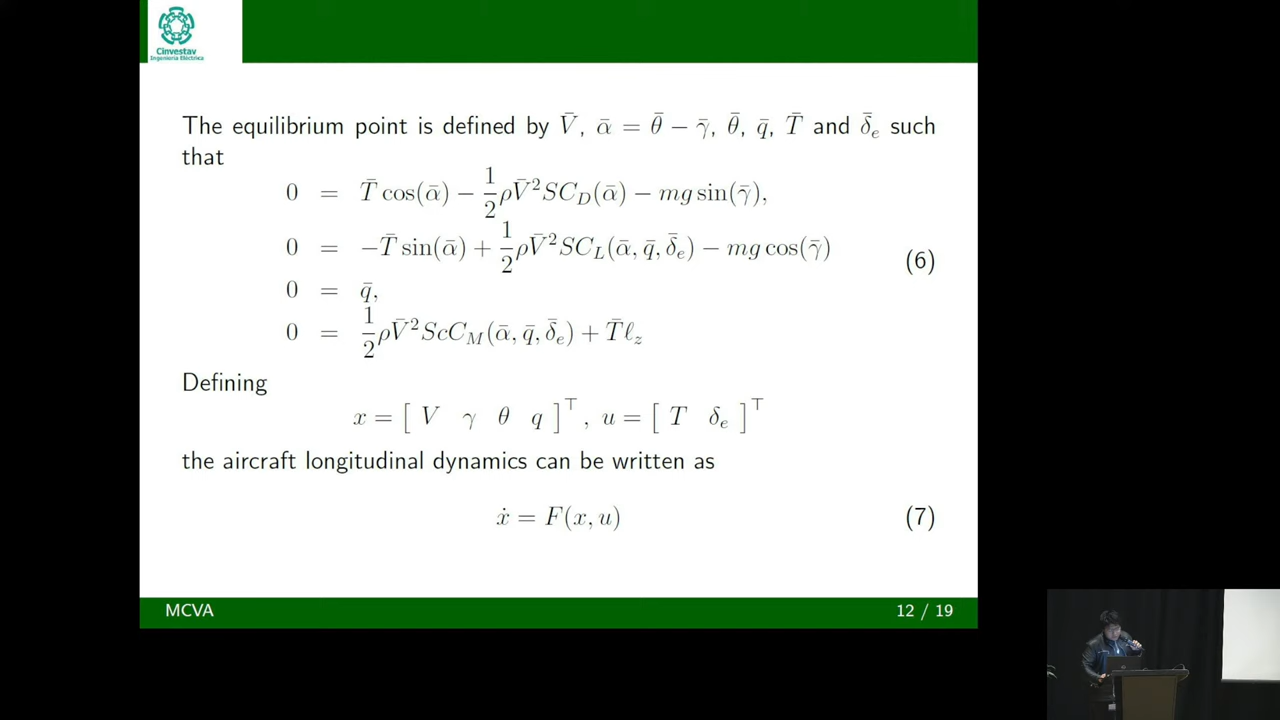 Cinvestav
Ingeniería Eléctrica
The equilibrium point is defined by V̄, ᾱ = θ̄ − γ̄, θ̄, q̄, T̄ and δ̄ₑ such
that
0 = T̄ cos(ᾱ) − 1/2 ρV̄²SC_D(ᾱ) − mg sin(γ̄),
0 = −T̄ sin(ᾱ) + 1/2 ρV̄²SC_L(ᾱ, q̄, δ̄ₑ) − mg cos(γ̄)
(6)
0 = q̄,
0 = 1/2 ρV̄²ScC_M(ᾱ, q̄, δ̄ₑ) + T̄ℓ_z
Defining
x = [ V γ θ q ]^⊤, u = [ T δₑ ]^⊤
the aircraft longitudinal dynamics can be written as
ẋ = F(x, u) (7)
MCVA 12 / 19